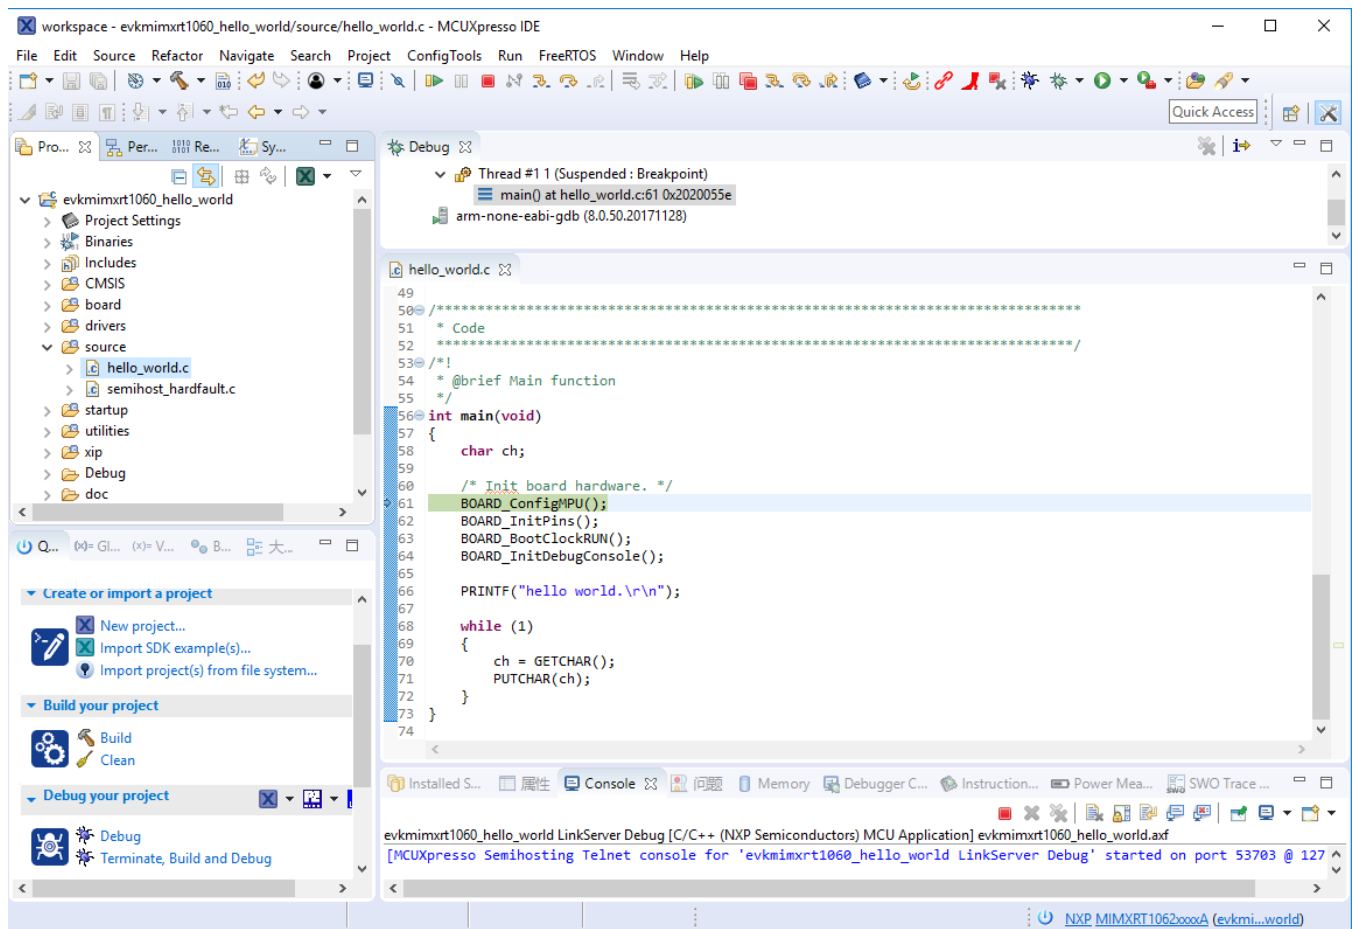 workspace - evkmimxrt1060_hello_world/source/hello_world.c - MCUXpresso IDE
File Edit Source Refactor Navigate Search Project ConfigTools Run FreeRTOS Window Help
Quick Access
Pro... Per... Re... Sy...
evkmimxrt1060_hello_world
Project Settings
Binaries
Includes
CMSIS
board
drivers
source
hello_world.c
semihost_hardfault.c
startup
utilities
xip
Debug
doc
Q... (x)= Gl... (x)= V... B... 大...
Create or import a project
New project...
Import SDK example(s)...
Import project(s) from file system...
Build your project
Build
Clean
Debug your project
Debug
Terminate, Build and Debug
Debug
Thread #1 1 (Suspended : Breakpoint)
main() at hello_world.c:61 0x2020055e
arm-none-eabi-gdb (8.0.50.20171128)
hello_world.c
49
50 /*******************************************************************************
51 * Code
52 ******************************************************************************/
53 /*!
54 * @brief Main function
55 */
56 int main(void)
57 {
58 char ch;
59
60 /* Init board hardware. */
61 BOARD_ConfigMPU();
62 BOARD_InitPins();
63 BOARD_BootClockRUN();
64 BOARD_InitDebugConsole();
65
66 PRINTF("hello world.\r\n");
67
68 while (1)
69 {
70 ch = GETCHAR();
71 PUTCHAR(ch);
72 }
73 }
74
Installed S... 属性 Console 问题 Memory Debugger C... Instruction... Power Mea... SWO Trace ...
evkmimxrt1060_hello_world LinkServer Debug [C/C++ (NXP Semiconductors) MCU Application] evkmimxrt1060_hello_world.axf
[MCUXpresso Semihosting Telnet console for 'evkmimxrt1060_hello_world LinkServer Debug' started on port 53703 @ 127
NXP MIMXRT1062xxxxA (evkmi...world)